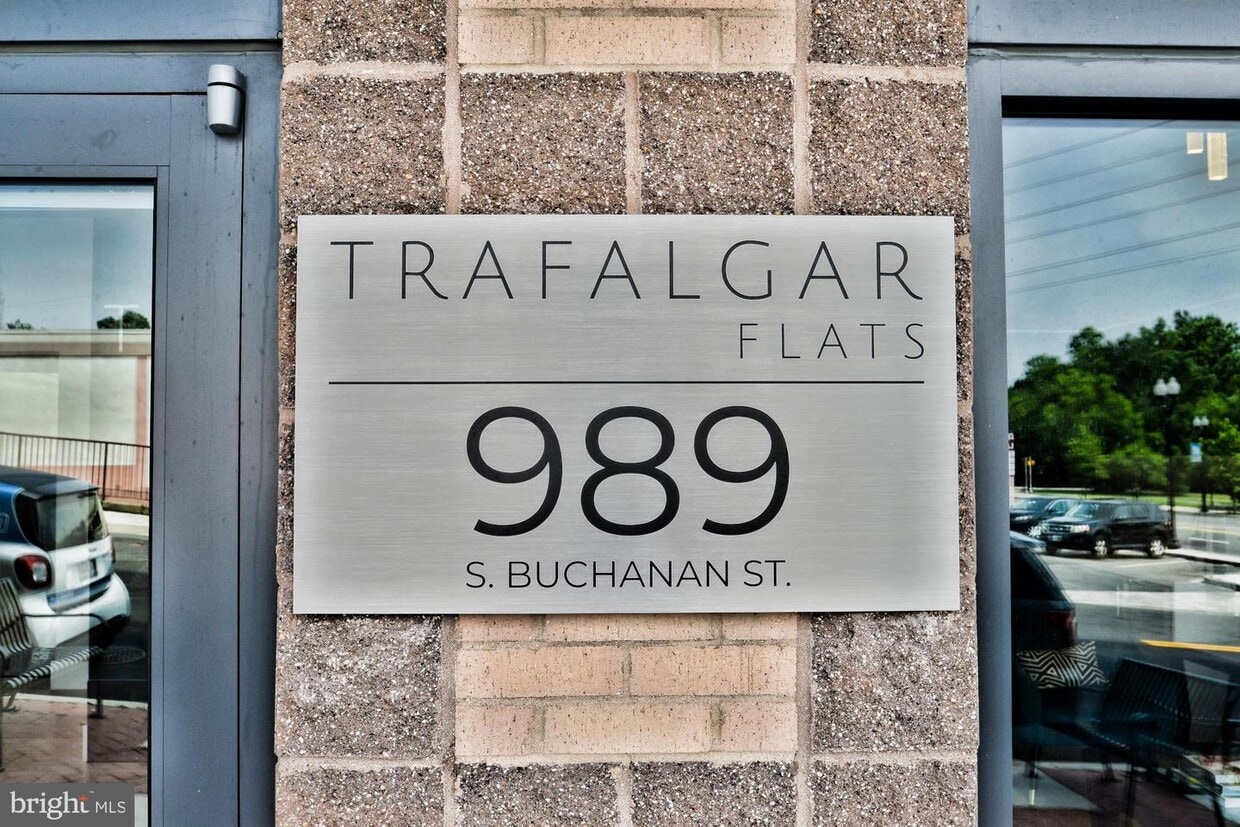 TRAFALGAR
FLATS
989
S. BUCHANAN ST.
bright MLS